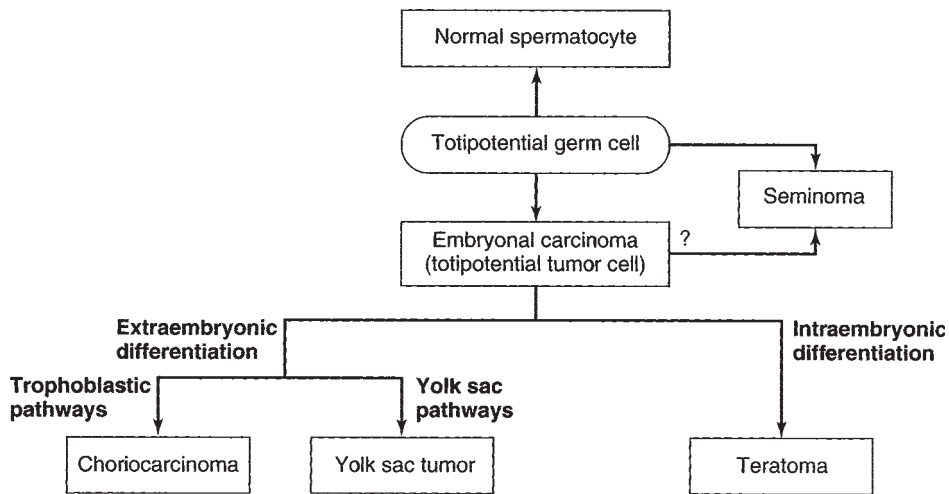 Normal spermatocyte
Totipotential germ cell
Seminoma
Embryonal carcinoma
(totipotential tumor cell)
?
Extraembryonic
differentiation
Intraembryonic
differentiation
Trophoblastic
pathways
Yolk sac
pathways
Choriocarcinoma
Yolk sac tumor
Teratoma